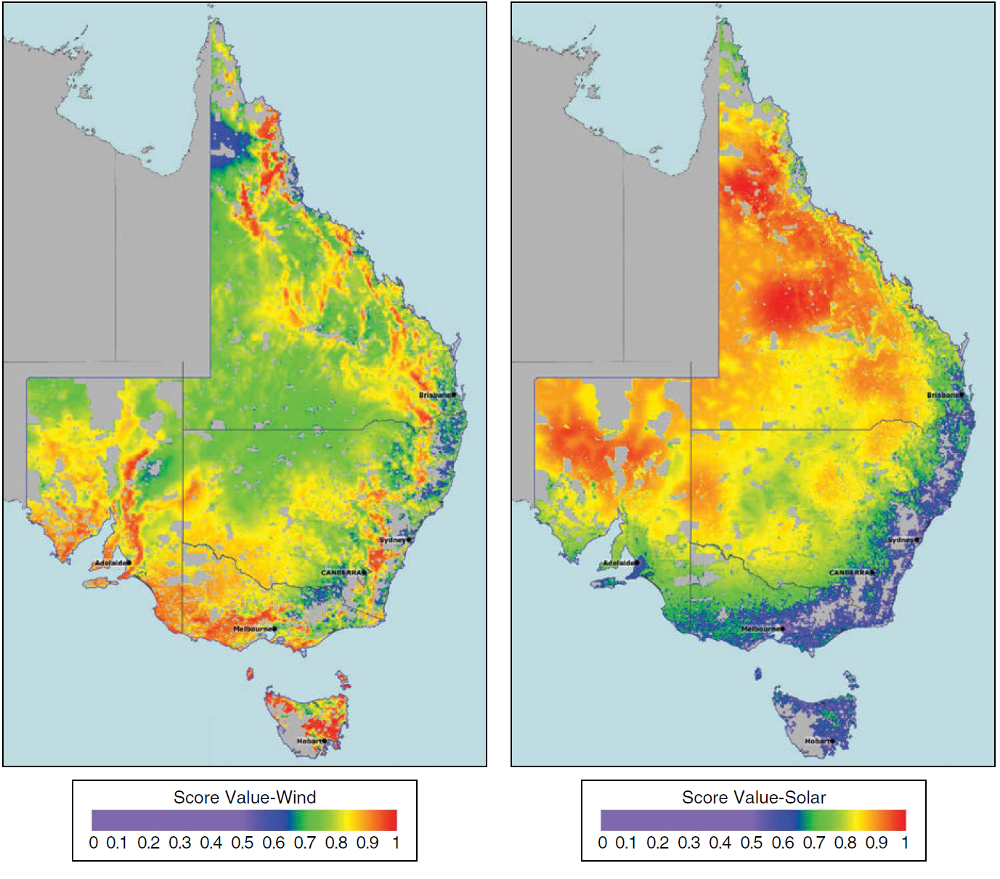 Brisbane
Sydney
Adelaide
CANBERRA
Melbourne
Hobart
Score Value-Wind
0 0.1 0.2 0.3 0.4 0.5 0.6 0.7 0.8 0.9 1
Brisbane
Sydney
Adelaide
CANBERRA
Melbourne
Hobart
Score Value-Solar
0 0.1 0.2 0.3 0.4 0.5 0.6 0.7 0.8 0.9 1